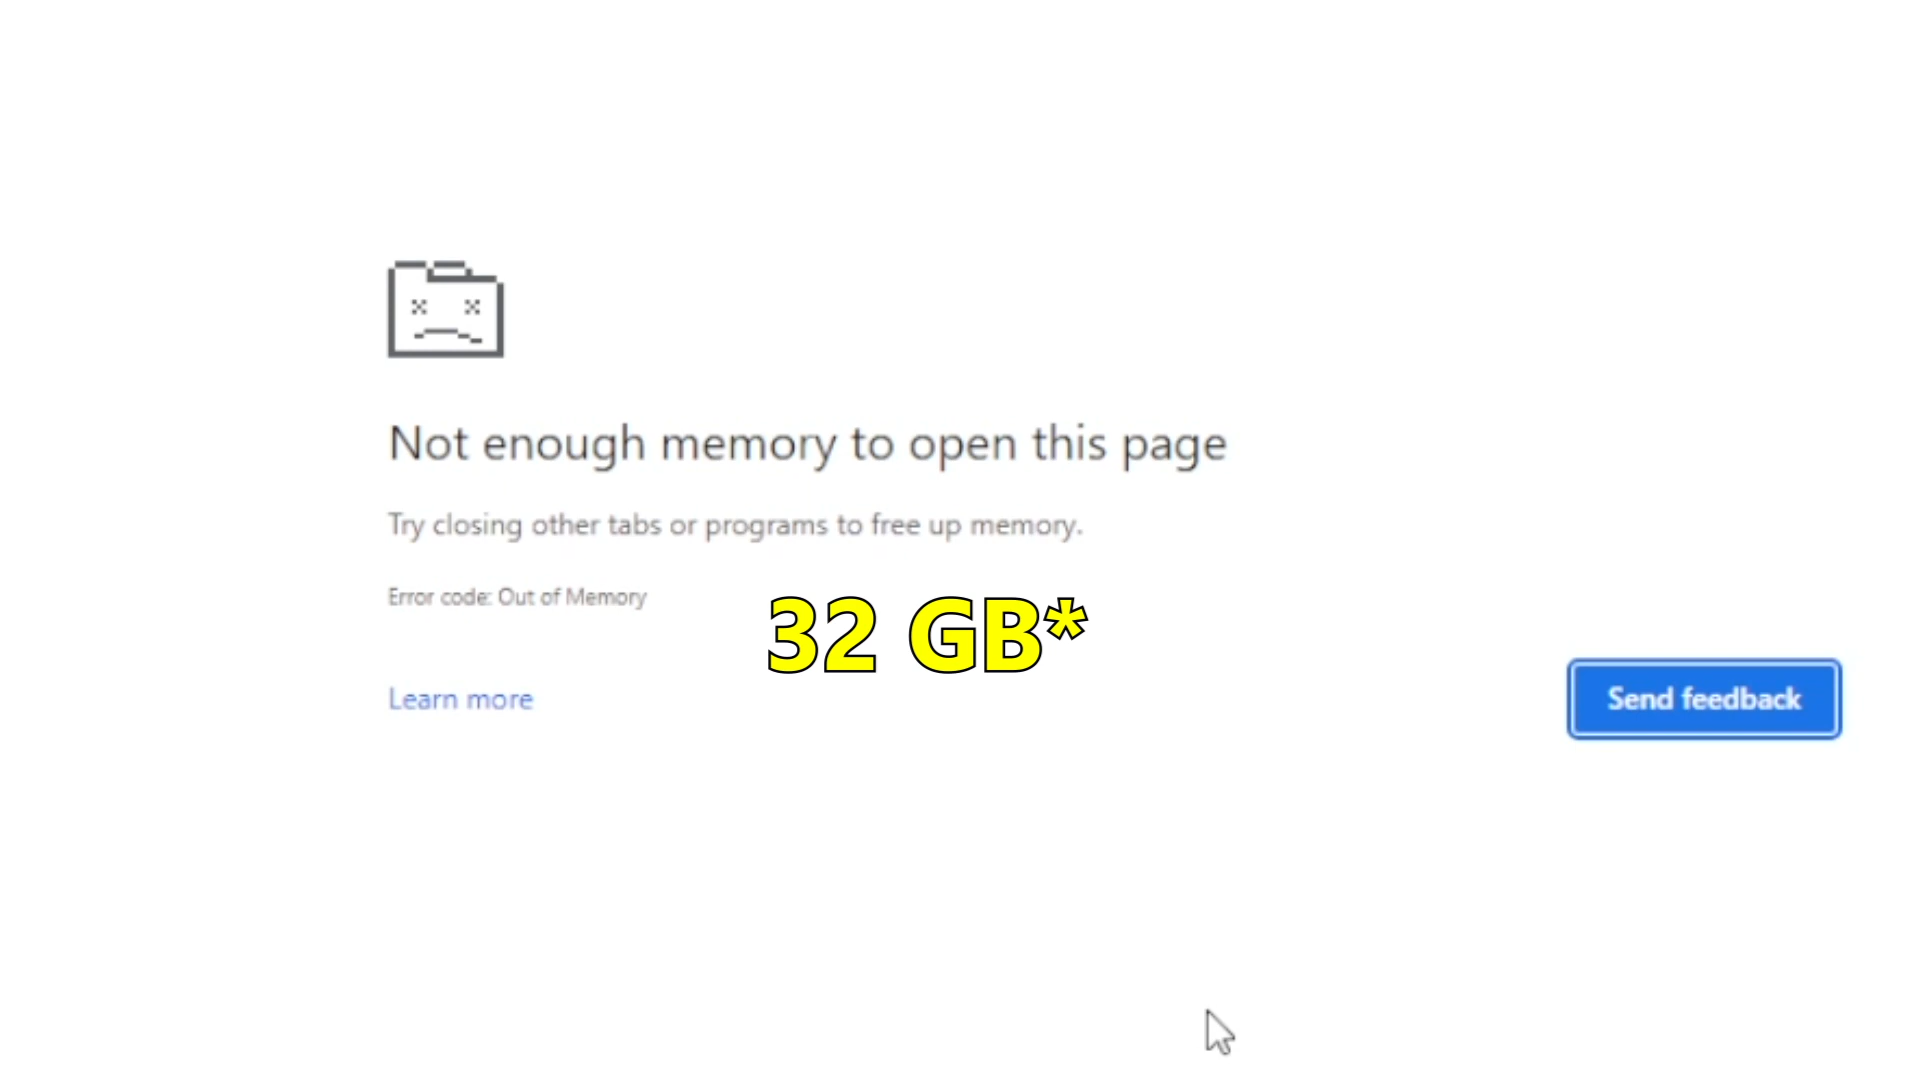 Not enough memory to open this page
Try closing other tabs or programs to free up memory.
Error code: Out of Memory
32 GB*
Learn more
Send feedback